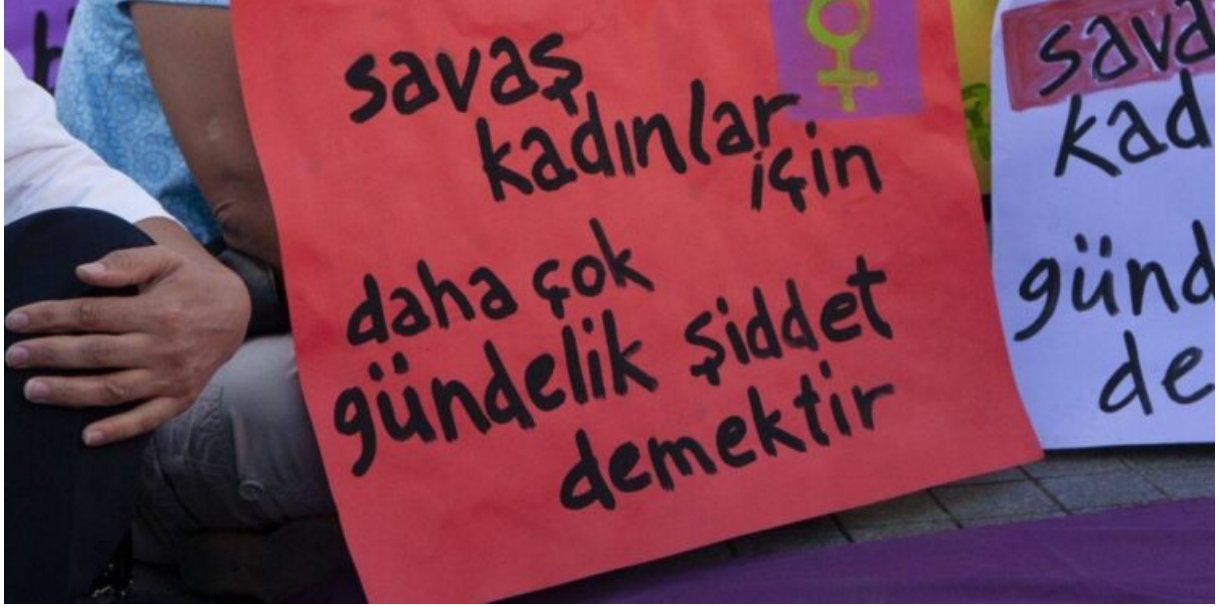 savaş
kadınlar
için
daha çok
gündelik şiddet
demektir